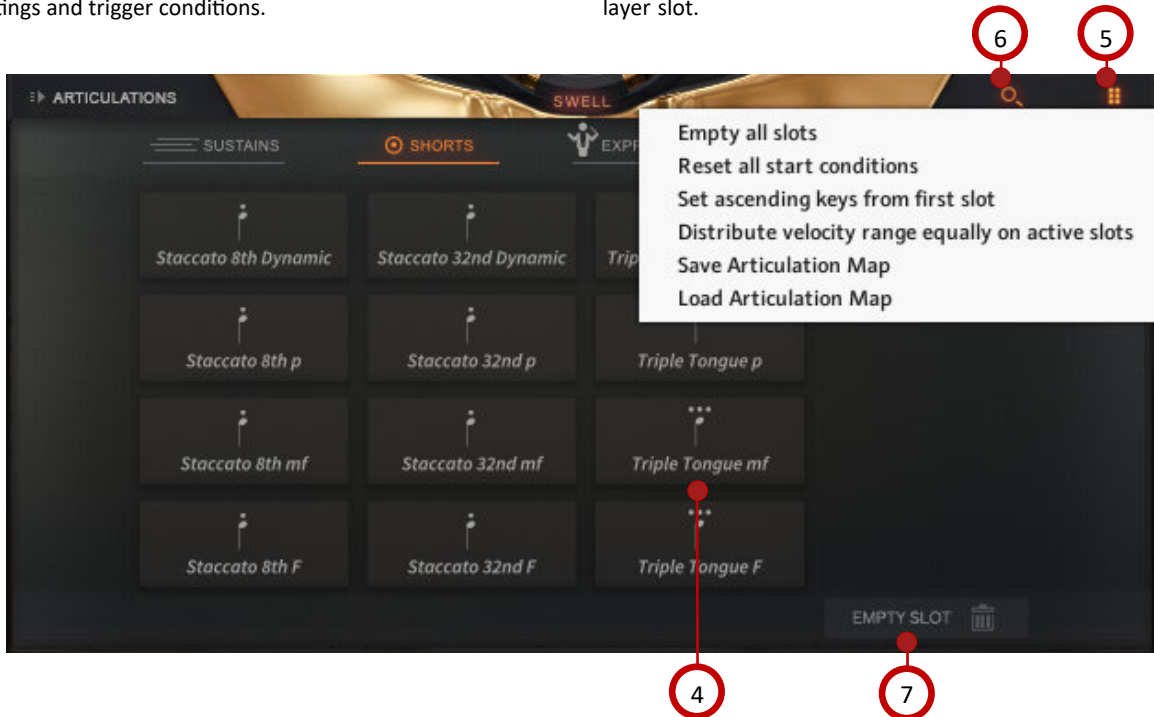 tings and trigger conditions.
layer slot.
6
5
ARTICULATIONS
SWELL
SUSTAINS
SHORTS
EXPR
Empty all slots
Reset all start conditions
Set ascending keys from first slot
Distribute velocity range equally on active slots
Save Articulation Map
Load Articulation Map
Staccato 8th Dynamic
Staccato 32nd Dynamic
Trip
Staccato 8th p
Staccato 32nd p
Triple Tongue p
Staccato 8th mf
Staccato 32nd mf
Triple Tongue mf
Staccato 8th F
Staccato 32nd F
Triple Tongue F
EMPTY SLOT
4
7